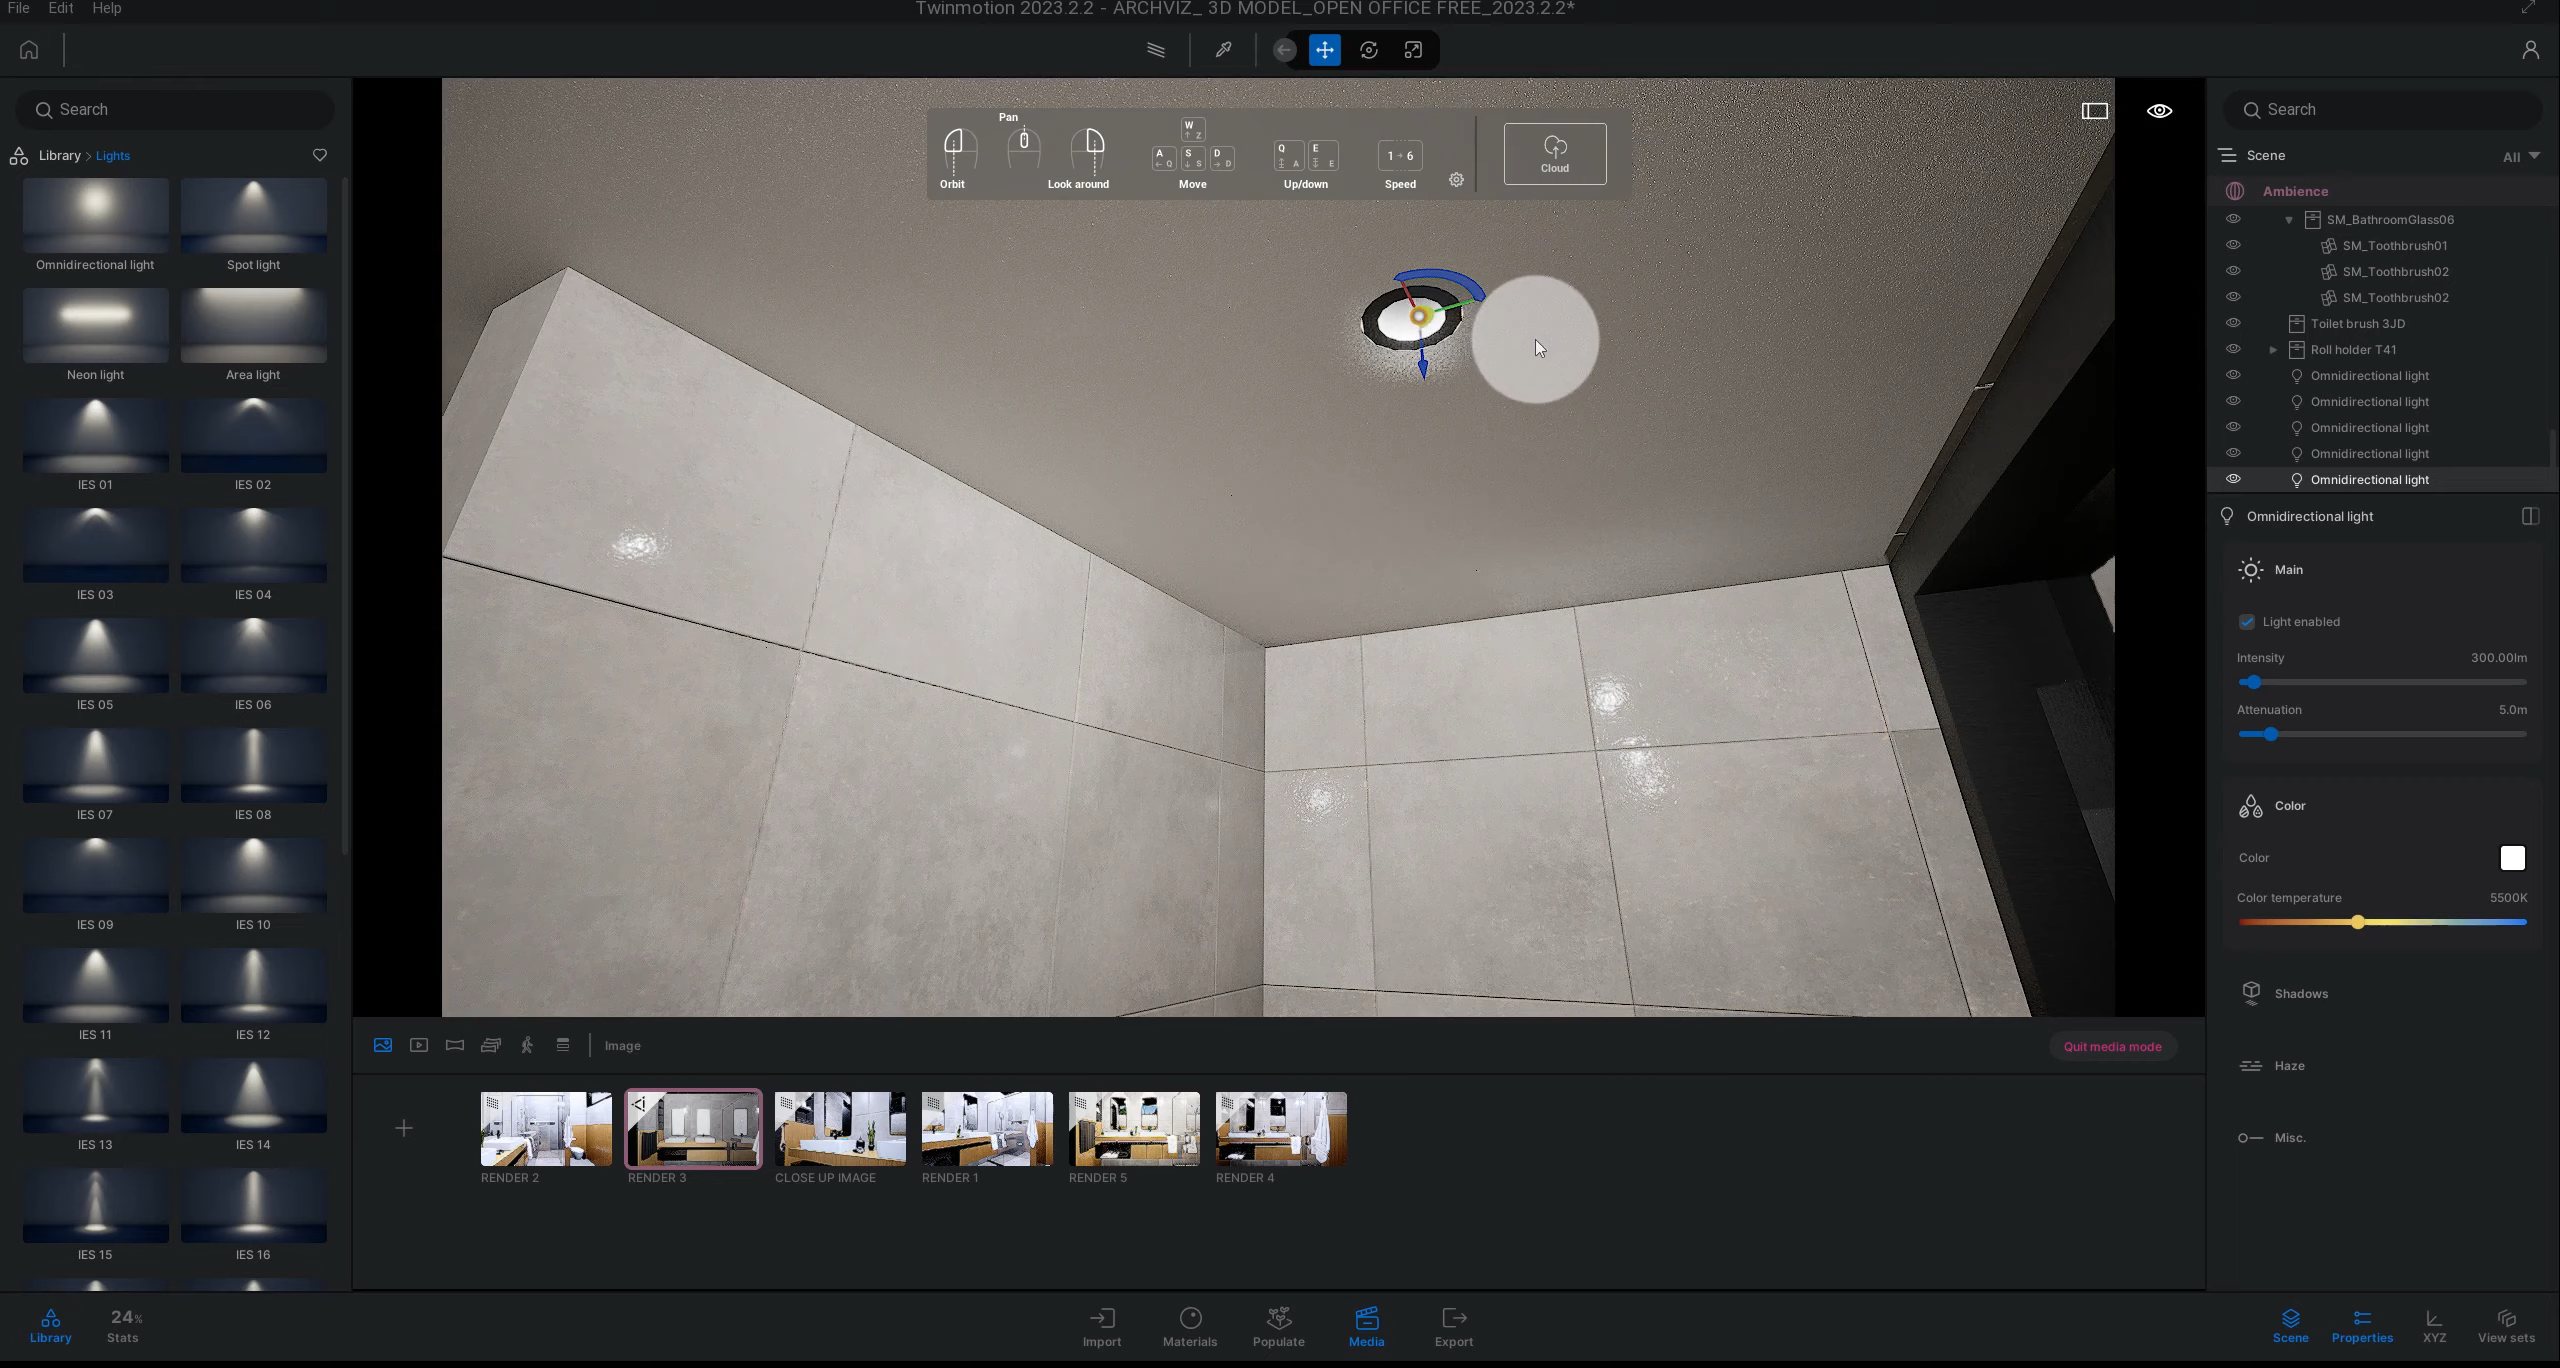 File Edit Help
Twinmotion 2023.2.2 - ARCHVIZ_ 3D MODEL_OPEN OFFICE FREE_2023.2.2*
Search
Library > Lights
Omnidirectional light
Spot light
Neon light
Area light
IES 01
IES 02
IES 03
IES 04
IES 05
IES 06
IES 07
IES 08
IES 09
IES 10
IES 11
IES 12
IES 13
IES 14
IES 15
IES 16
Library
24%
Stats
Pan
Orbit
Look around
W
Z
A
Q
S
S
D
D
Move
Q
A
E
E
Up/down
1 - 6
Speed
Cloud
Image
Quit media mode
RENDER 2
RENDER 3
CLOSE UP IMAGE
RENDER 1
RENDER 5
RENDER 4
Import
Materials
Populate
Media
Export
Search
Scene
All
Ambience
SM_BathroomGlass06
SM_Toothbrush01
SM_Toothbrush02
SM_Toothbrush02
Toilet brush 3JD
Roll holder T41
Omnidirectional light
Omnidirectional light
Omnidirectional light
Omnidirectional light
Omnidirectional light
Omnidirectional light
Main
Light enabled
Intensity 300.00lm
Attenuation 5.0m
Color
Color
Color temperature 5500K
Shadows
Haze
Misc.
Scene
Properties
XYZ
View sets